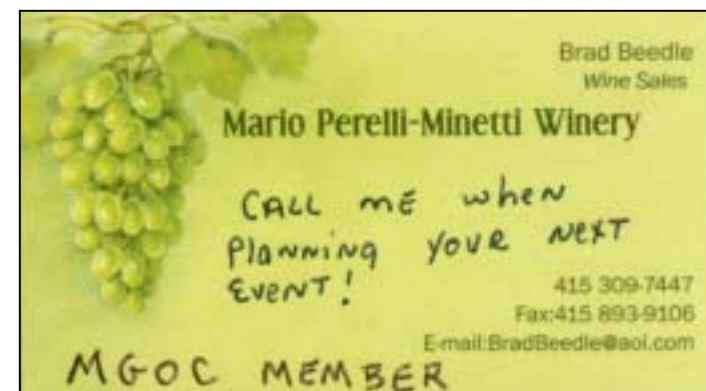 Brad Beedle
Wine Sales
Mario Perelli-Minetti Winery
CALL ME when
Planning YOUR NEXT
EVENT!
415 309-7447
Fax:415 893-9106
E-mail:BradBeedle@aol.com
MGOC MEMBER